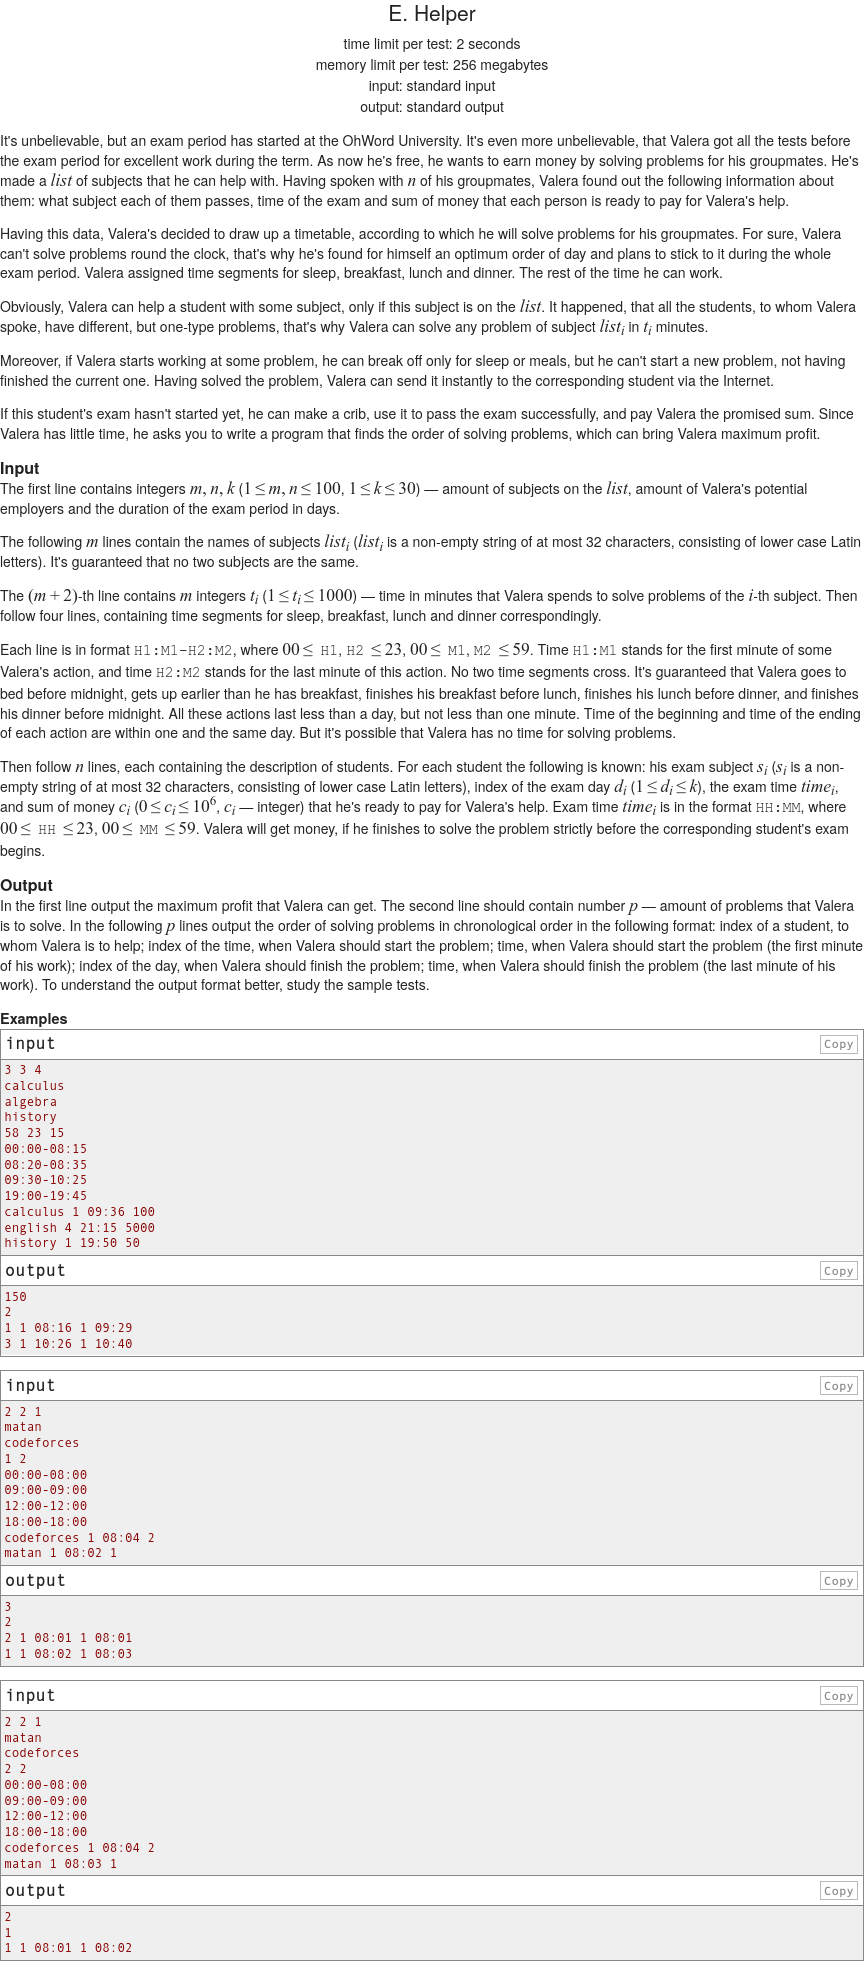 E. Helper
time limit per test: 2 seconds
memory limit per test: 256 megabytes
input: standard input
output: standard output
It's unbelievable, but an exam period has started at the OhWord University. It's even more unbelievable, that Valera got all the tests before
the exam period for excellent work during the term. As now he's free, he wants to earn money by solving problems for his groupmates. He's
made a list of subjects that he can help with. Having spoken with n of his groupmates, Valera found out the following information about
them: what subject each of them passes, time of the exam and sum of money that each person is ready to pay for Valera's help.
Having this data, Valera's decided to draw up a timetable, according to which he will solve problems for his groupmates. For sure, Valera
can't solve problems round the clock, that's why he's found for himself an optimum order of day and plans to stick to it during the whole
exam period. Valera assigned time segments for sleep, breakfast, lunch and dinner. The rest of the time he can work.
Obviously, Valera can help a student with some subject, only if this subject is on the list. It happened, that all the students, to whom Valera
spoke, have different, but one-type problems, that's why Valera can solve any problem of subject list_i in t_i minutes.
Moreover, if Valera starts working at some problem, he can break off only for sleep or meals, but he can't start a new problem, not having
finished the current one. Having solved the problem, Valera can send it instantly to the corresponding student via the Internet.
If this student's exam hasn't started yet, he can make a crib, use it to pass the exam successfully, and pay Valera the promised sum. Since
Valera has little time, he asks you to write a program that finds the order of solving problems, which can bring Valera maximum profit.
Input
The first line contains integers m, n, k (1 ≤ m, n ≤ 100, 1 ≤ k ≤ 30) — amount of subjects on the list, amount of Valera's potential
employers and the duration of the exam period in days.
The following m lines contain the names of subjects list_i (list_i is a non-empty string of at most 32 characters, consisting of lower case Latin
letters). It's guaranteed that no two subjects are the same.
The (m + 2)-th line contains m integers t_i (1 ≤ t_i ≤ 1000) — time in minutes that Valera spends to solve problems of the i-th subject. Then
follow four lines, containing time segments for sleep, breakfast, lunch and dinner correspondingly.
Each line is in format H1:M1-H2:M2, where 00 ≤ H1, H2 ≤ 23, 00 ≤ M1, M2 ≤ 59. Time H1:M1 stands for the first minute of some
Valera's action, and time H2:M2 stands for the last minute of this action. No two time segments cross. It's guaranteed that Valera goes to
bed before midnight, gets up earlier than he has breakfast, finishes his breakfast before lunch, finishes his lunch before dinner, and finishes
his dinner before midnight. All these actions last less than a day, but not less than one minute. Time of the beginning and time of the ending
of each action are within one and the same day. But it's possible that Valera has no time for solving problems.
Then follow n lines, each containing the description of students. For each student the following is known: his exam subject s_i (s_i is a non-
empty string of at most 32 characters, consisting of lower case Latin letters), index of the exam day d_i (1 ≤ d_i ≤ k), the exam time time_i,
and sum of money c_i (0 ≤ c_i ≤ 10^6, c_i — integer) that he's ready to pay for Valera's help. Exam time time_i is in the format HH:MM, where
00 ≤ HH ≤ 23, 00 ≤ MM ≤ 59. Valera will get money, if he finishes to solve the problem strictly before the corresponding student's exam
begins.
Output
In the first line output the maximum profit that Valera can get. The second line should contain number p — amount of problems that Valera
is to solve. In the following p lines output the order of solving problems in chronological order in the following format: index of a student, to
whom Valera is to help; index of the time, when Valera should start the problem; time, when Valera should start the problem (the first minute
of his work); index of the day, when Valera should finish the problem; time, when Valera should finish the problem (the last minute of his
work). To understand the output format better, study the sample tests.
Examples
input Copy
3 3 4
calculus
algebra
history
58 23 15
00:00-08:15
08:20-08:35
09:30-10:25
19:00-19:45
calculus 1 09:36 100
english 4 21:15 5000
history 1 19:50 50
output Copy
150
2
1 1 08:16 1 09:29
3 1 10:26 1 10:40
input Copy
2 2 1
matan
codeforces
1 2
00:00-08:00
09:00-09:00
12:00-12:00
18:00-18:00
codeforces 1 08:04 2
matan 1 08:02 1
output Copy
3
2
2 1 08:01 1 08:01
1 1 08:02 1 08:03
input Copy
2 2 1
matan
codeforces
2 2
00:00-08:00
09:00-09:00
12:00-12:00
18:00-18:00
codeforces 1 08:04 2
matan 1 08:03 1
output Copy
2
1
1 1 08:01 1 08:02